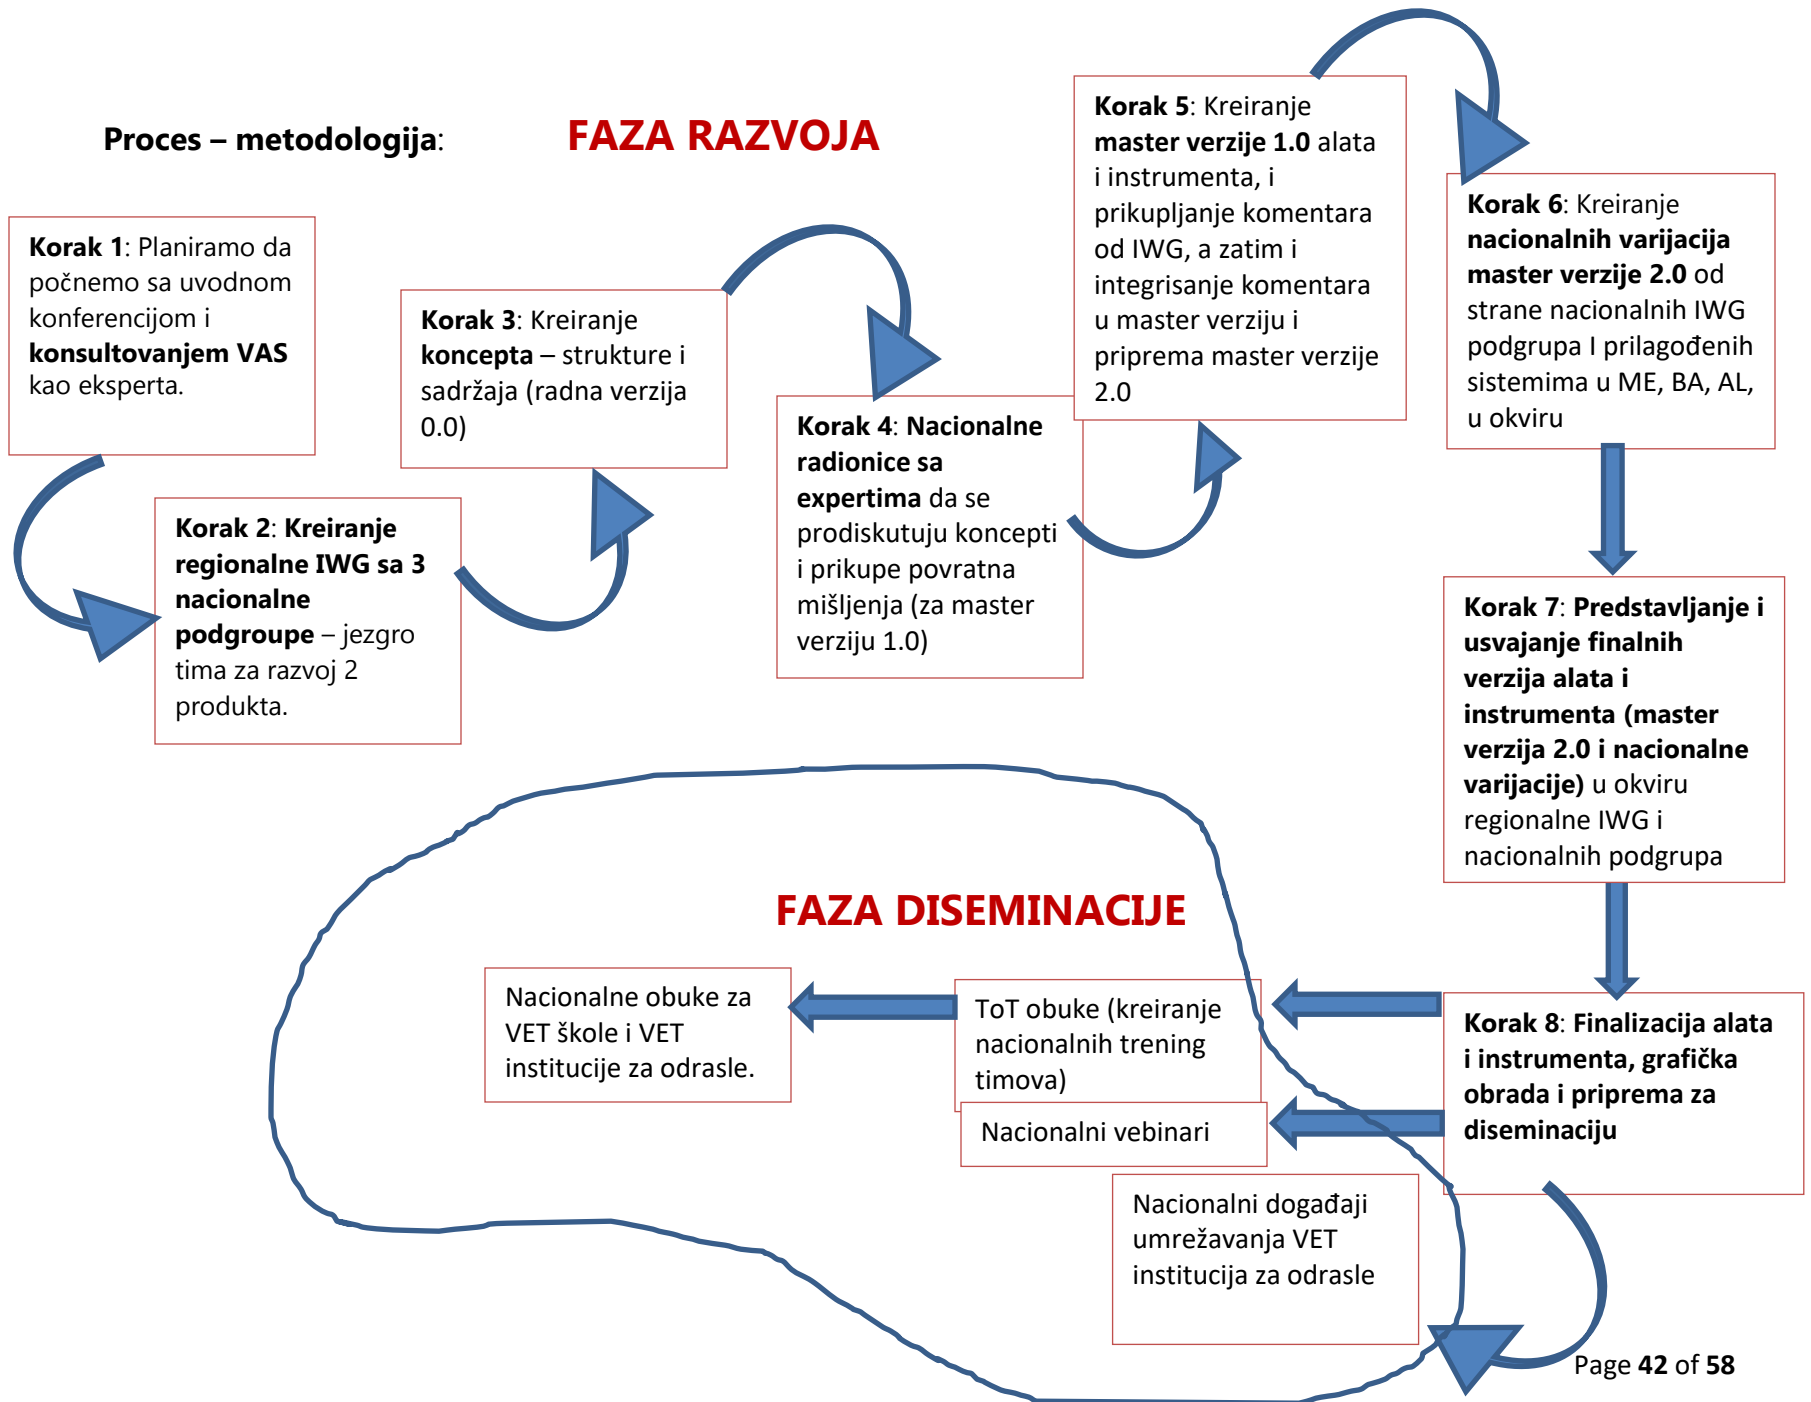 Proces – metodologija:
FAZA RAZVOJA
Korak 1: Planiramo da
počnemo sa uvodnom
konferencijom i
konsultovanjem VAS
kao eksperta.
Korak 2: Kreiranje
regionalne IWG sa 3
nacionalne
podgroupe – jezgro
tima za razvoj 2
produkta.
Korak 3: Kreiranje
koncepta – strukture i
sadržaja (radna verzija
0.0)
Korak 4: Nacionalne
radionice sa
expertima da se
prodiskutuju koncepti
i prikupe povratna
mišljenja (za master
verziju 1.0)
Korak 5: Kreiranje
master verzije 1.0 alata
i instrumenta, i
prikupljanje komentara
od IWG, a zatim i
integrisanje komentara
u master verziju i
priprema master verzije
2.0
Korak 6: Kreiranje
nacionalnih varijacija
master verzije 2.0 od
strane nacionalnih IWG
podgrupa I prilagođenih
sistemima u ME, BA, AL,
u okviru
Korak 7: Predstavljanje i
usvajanje finalnih
verzija alata i
instrumenta (master
verzija 2.0 i nacionalne
varijacije) u okviru
regionalne IWG i
nacionalnih podgrupa
Korak 8: Finalizacija alata
i instrumenta, grafička
obrada i priprema za
diseminaciju
FAZA DISEMINACIJE
Nacionalne obuke za
VET škole i VET
institucije za odrasle.
ToT obuke (kreiranje
nacionalnih trening
timova)
Nacionalni vebinari
Nacionalni događaji
umrežavanja VET
institucija za odrasle
Page 42 of 58